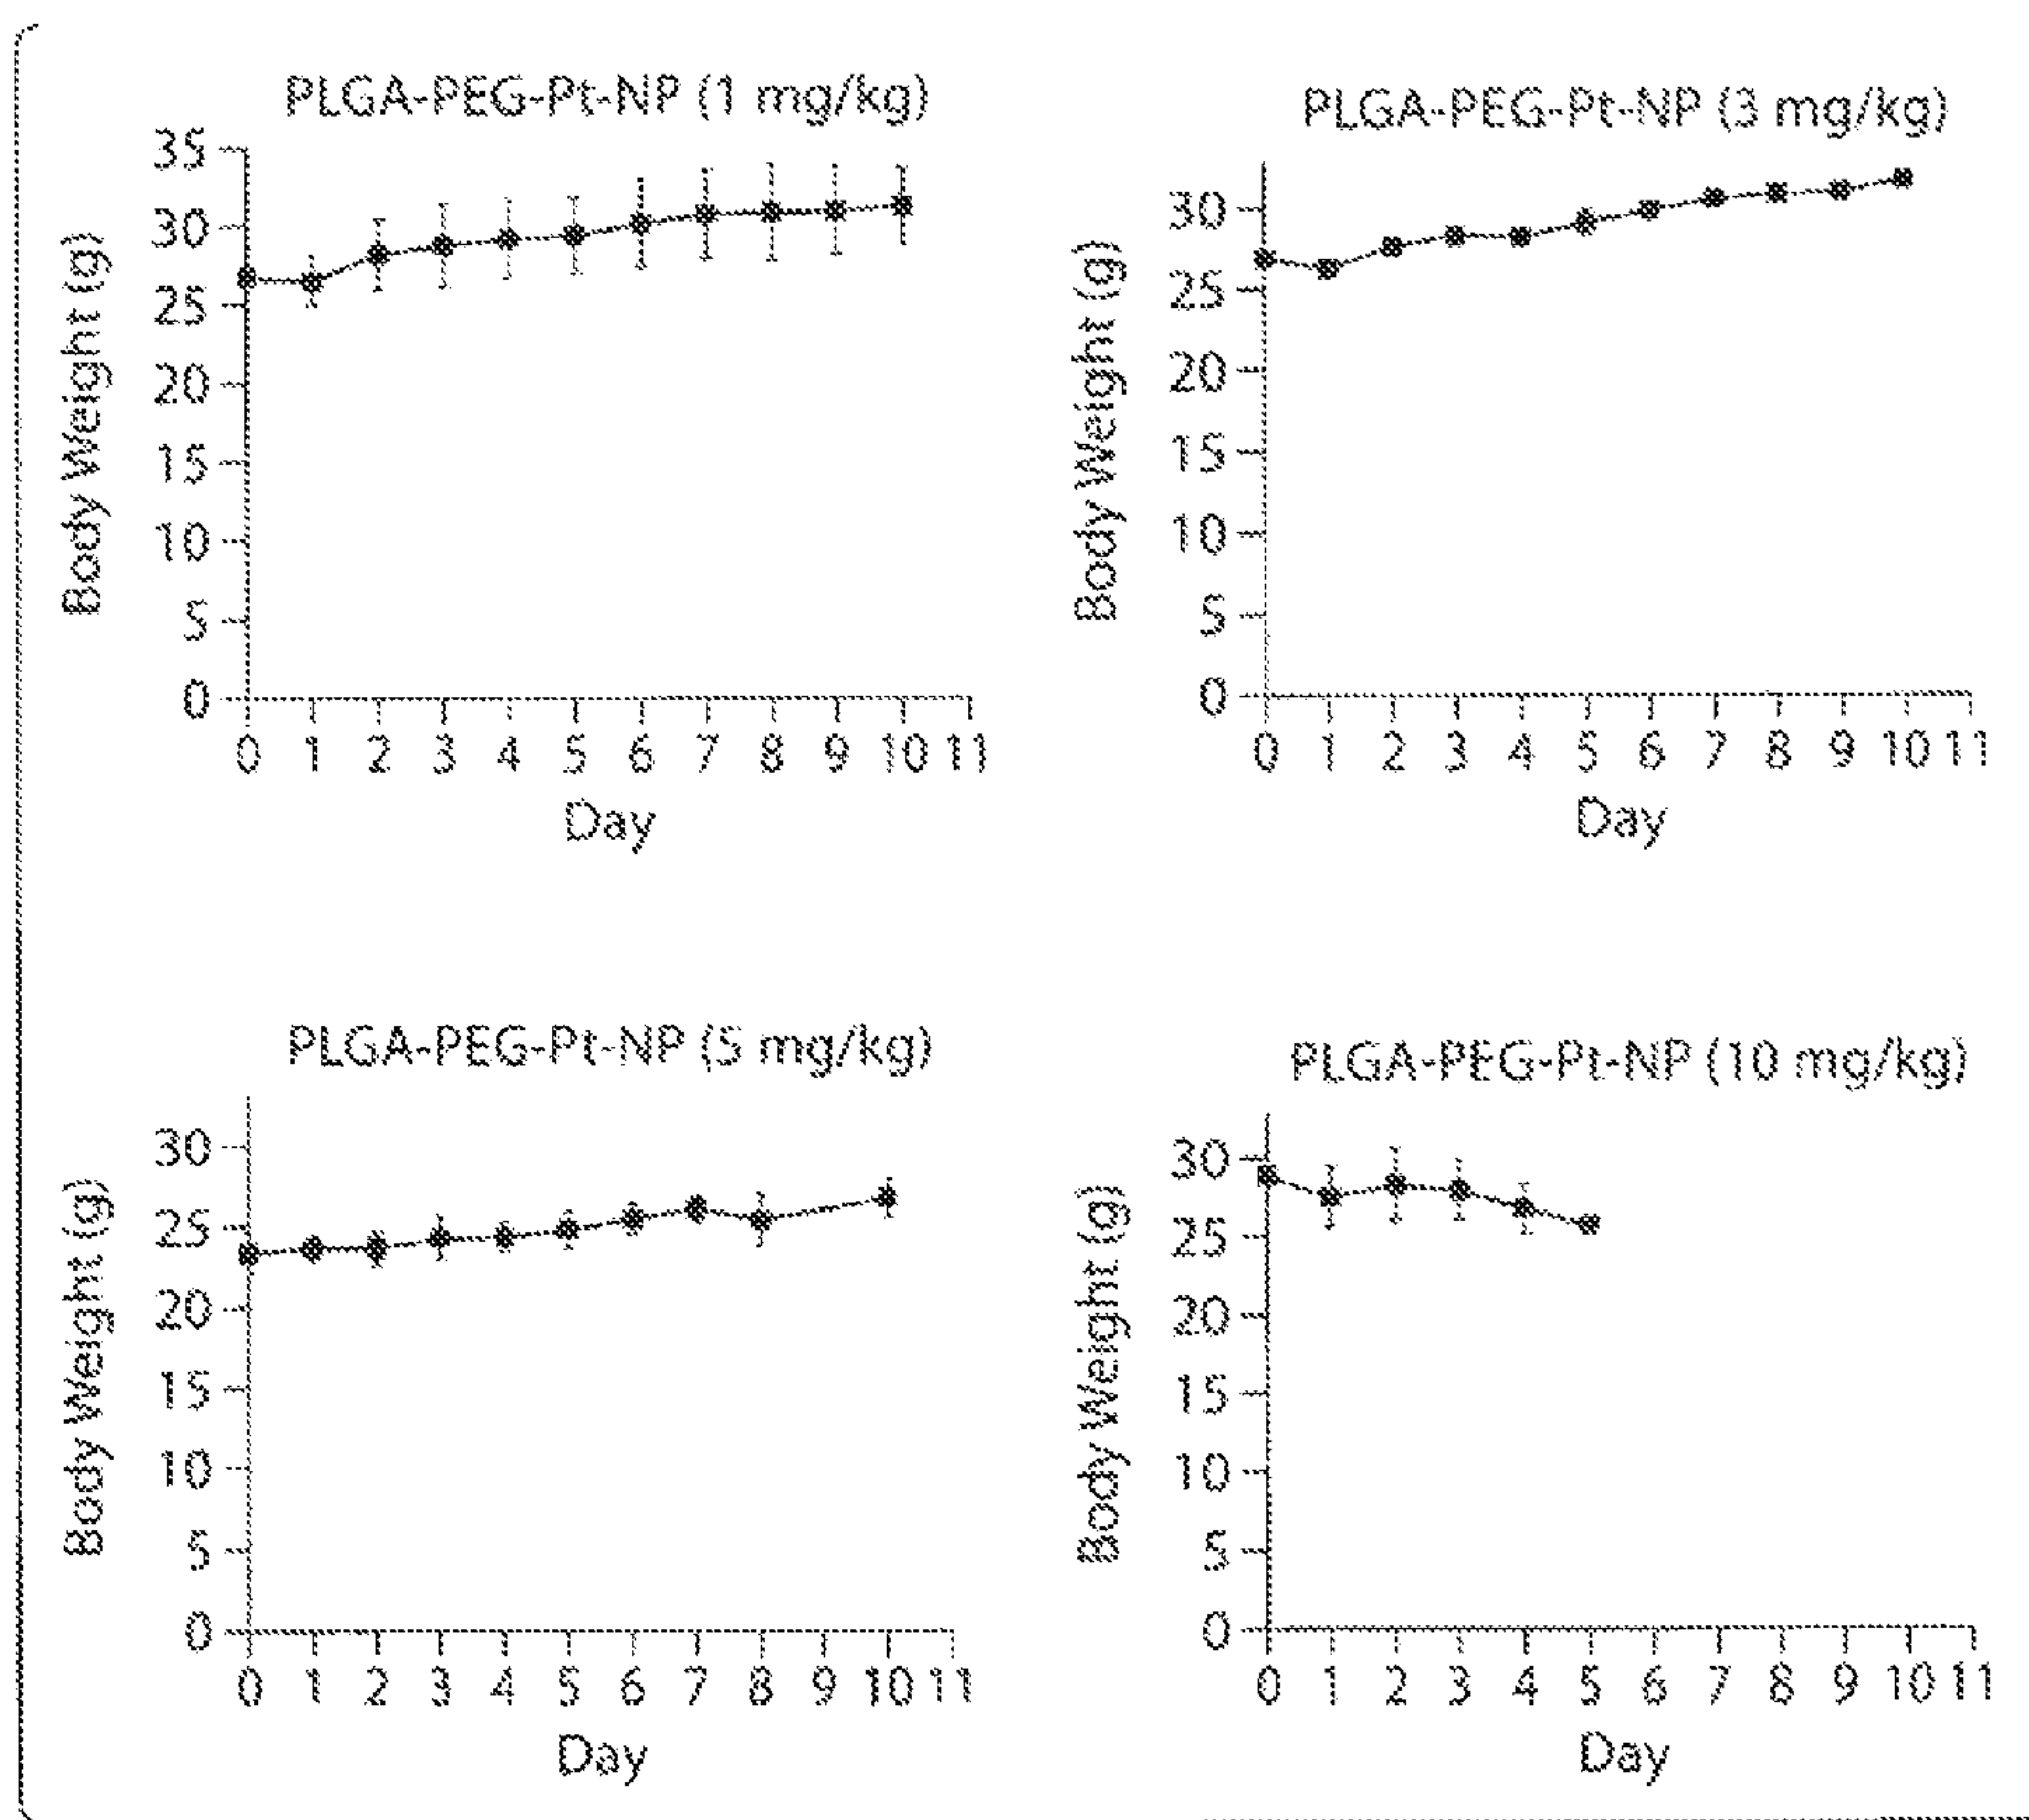 PLGA-PEG-Pt-NP (1 mg/kg)
Body Weight (g)
35
30
25
20
15
10
5
0
0 1 2 3 4 5 6 7 8 9 10 11
Day
PLGA-PEG-Pt-NP (3 mg/kg)
Body Weight (g)
30
25
20
15
10
5
0
0 1 2 3 4 5 6 7 8 9 10 11
Day
PLGA-PEG-Pt-NP (5 mg/kg)
Body Weight (g)
30
25
20
15
10
5
0
0 1 2 3 4 5 6 7 8 9 10 11
Day
PLGA-PEG-Pt-NP (10 mg/kg)
Body Weight (g)
30
25
20
15
10
5
0
0 1 2 3 4 5 6 7 8 9 10 11
Day